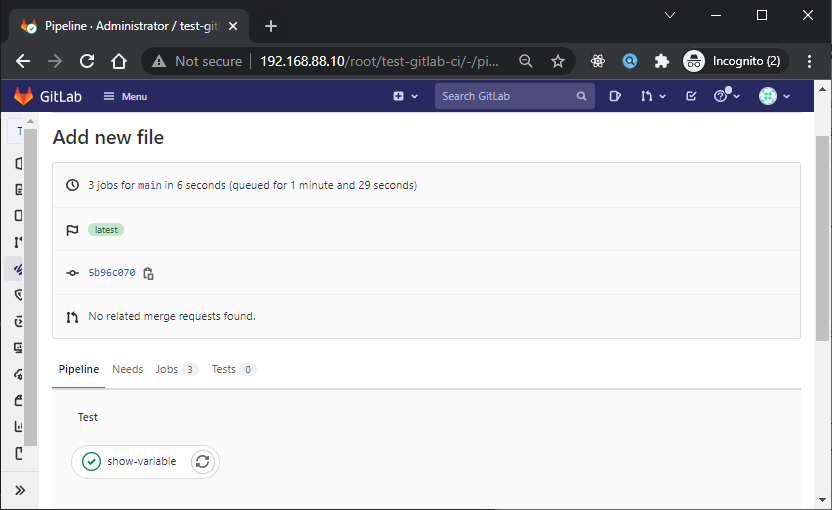 Pipeline · Administrator / test-gitl
Not secure 192.168.88.10/root/test-gitlab-ci/-/pi...
Incognito (2)
GitLab Menu Search GitLab
T
Add new file
3 jobs for main in 6 seconds (queued for 1 minute and 29 seconds)
latest
5b96c070
No related merge requests found.
Pipeline Needs Jobs 3 Tests 0
Test
show-variable